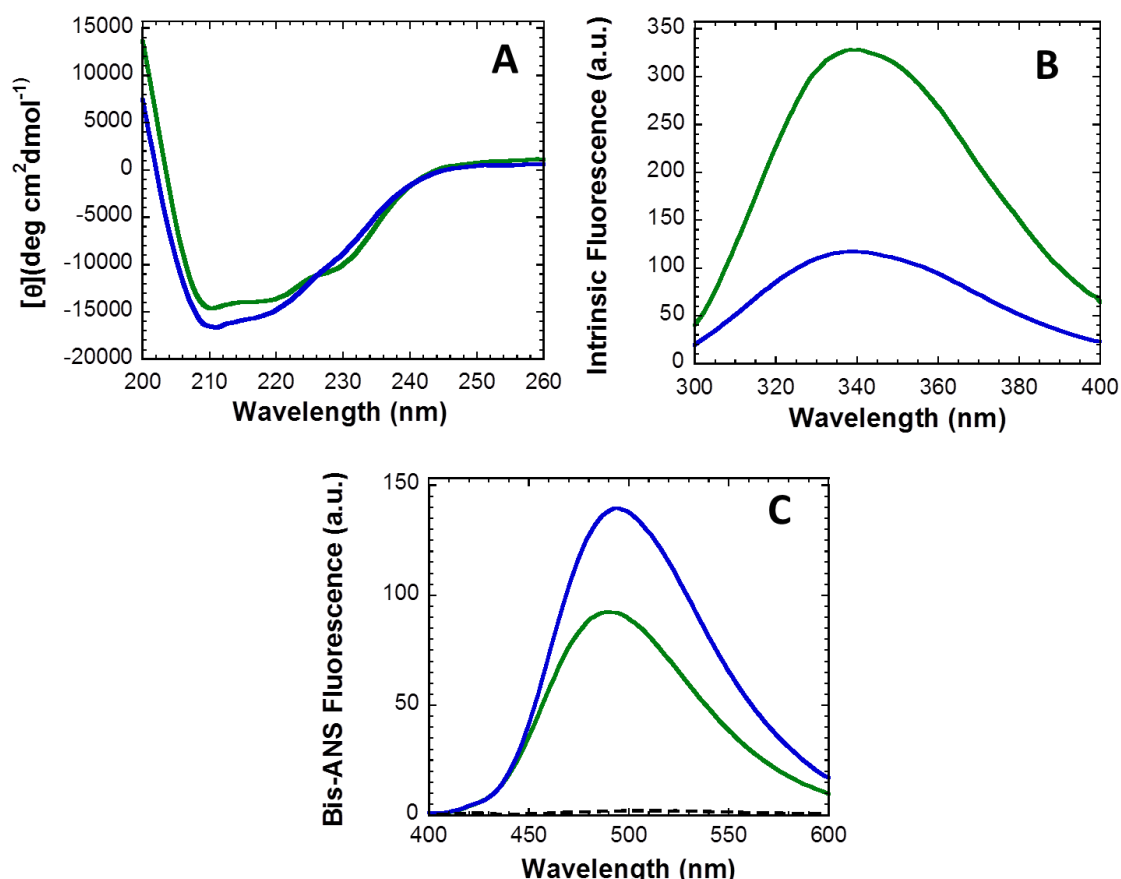 A
[θ](deg cm²dmol⁻¹)
15000
10000
5000
0
-5000
-10000
-15000
-20000
200 210 220 230 240 250 260
Wavelength (nm)
B
Intrinsic Fluorescence (a.u.)
350
300
250
200
150
100
50
0
300 320 340 360 380 400
Wavelength (nm)
C
Bis-ANS Fluorescence (a.u.)
150
100
50
0
400 450 500 550 600
Wavelength (nm)